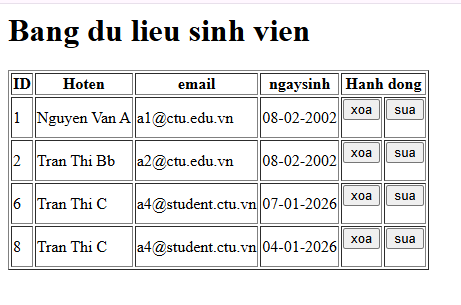 Bang du lieu sinh vien
ID Hoten email ngaysinh Hanh dong
1 Nguyen Van A a1@ctu.edu.vn 08-02-2002 xoa sua
2 Tran Thi Bb a2@ctu.edu.vn 08-02-2002 xoa sua
6 Tran Thi C a4@student.ctu.vn 07-01-2026 xoa sua
8 Tran Thi C a4@student.ctu.vn 04-01-2026 xoa sua